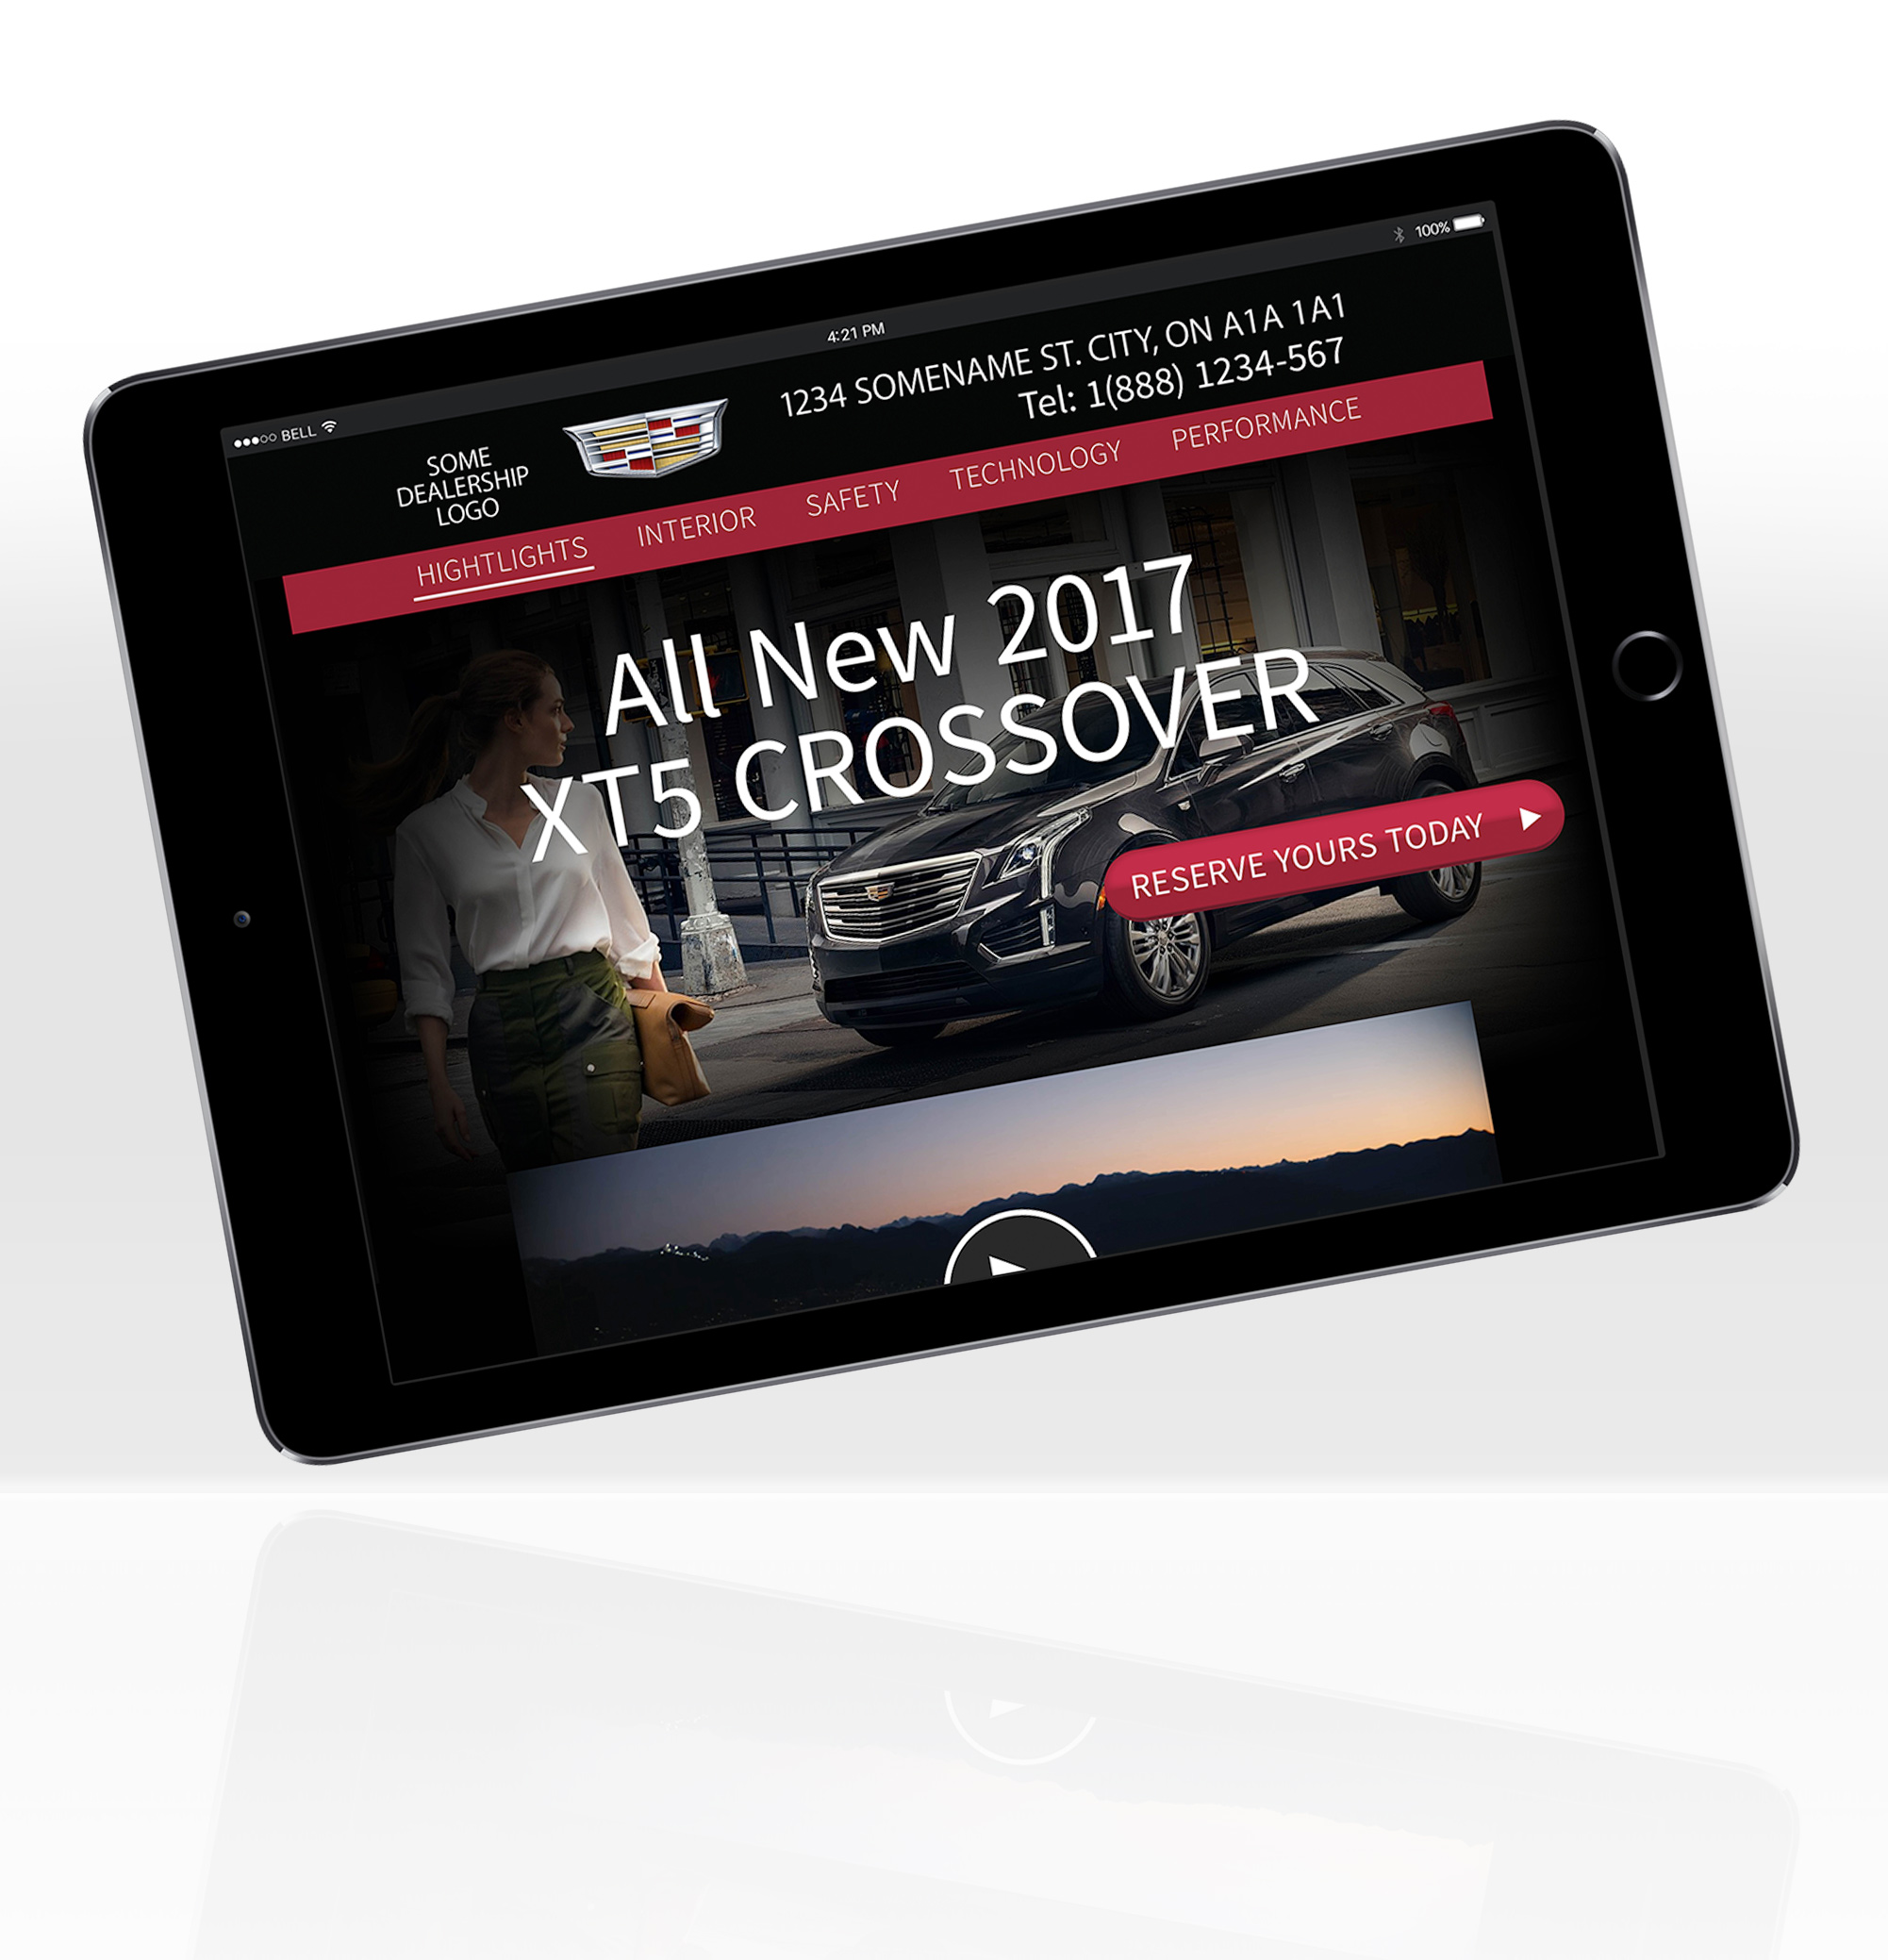 BELL
4:21 PM
100%
SOME
DEALERSHIP
LOGO
1234 SOMENAME ST. CITY, ON A1A 1A1
Tel: 1(888) 1234-567
HIGHTLIGHTS
INTERIOR
SAFETY
TECHNOLOGY
PERFORMANCE
All New 2017
XT5 CROSSOVER
RESERVE YOURS TODAY